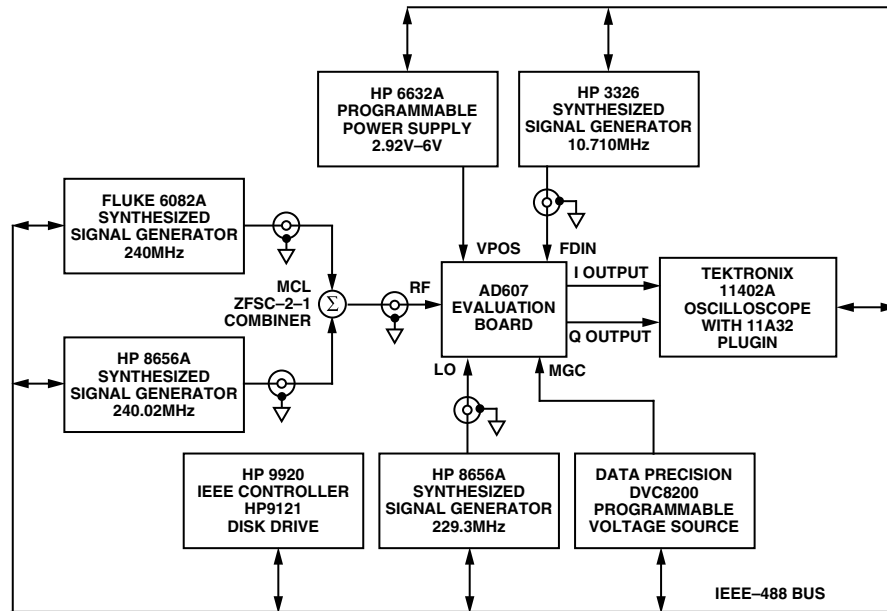 HP 6632A
PROGRAMMABLE
POWER SUPPLY
2.92V–6V
HP 3326
SYNTHESIZED
SIGNAL GENERATOR
10.710MHz
FLUKE 6082A
SYNTHESIZED
SIGNAL GENERATOR
240MHz
MCL
ZFSC–2–1
COMBINER
Σ
RF
VPOS
FDIN
AD607
EVALUATION
BOARD
I OUTPUT
Q OUTPUT
TEKTRONIX
11402A
OSCILLOSCOPE
WITH 11A32
PLUGIN
HP 8656A
SYNTHESIZED
SIGNAL GENERATOR
240.02MHz
LO
MGC
HP 9920
IEEE CONTROLLER
HP9121
DISK DRIVE
HP 8656A
SYNTHESIZED
SIGNAL GENERATOR
229.3MHz
DATA PRECISION
DVC8200
PROGRAMMABLE
VOLTAGE SOURCE
IEEE–488 BUS